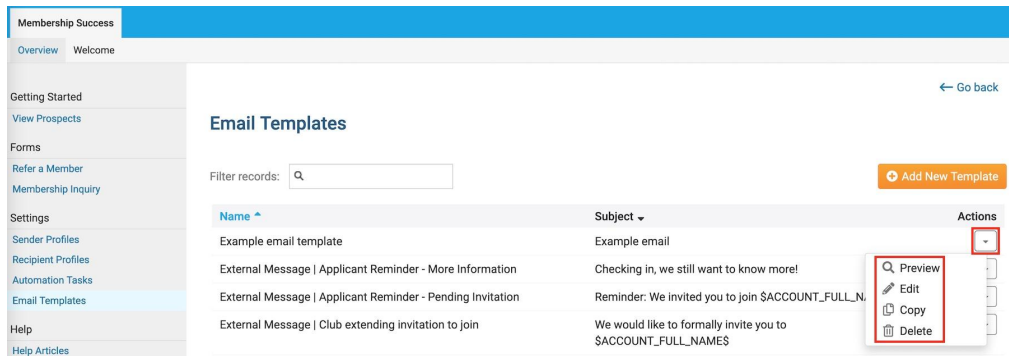 Membership Success
Overview Welcome
← Go back
Getting Started
View Prospects
Forms
Refer a Member
Membership Inquiry
Settings
Sender Profiles
Recipient Profiles
Automation Tasks
Email Templates
Help
Help Articles
Email Templates
Filter records:
Add New Template
Name Subject Actions
Example email template Example email
External Message | Applicant Reminder - More Information Checking in, we still want to know more!
External Message | Applicant Reminder - Pending Invitation Reminder: We invited you to join $ACCOUNT_FULL_N
External Message | Club extending invitation to join We would like to formally invite you to
$ACCOUNT_FULL_NAME$
Preview
Edit
Copy
Delete